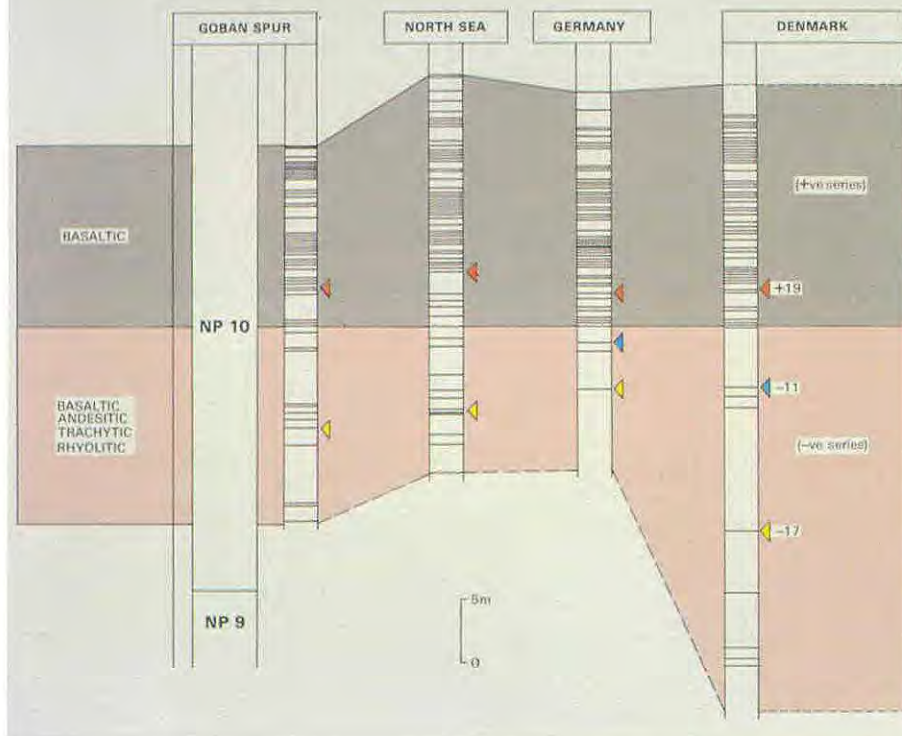 GOBAN SPUR
NORTH SEA
GERMANY
DENMARK
(+ve series)
BASALTIC
+19
NP 10
-11
BASALTIC
ANDESITIC
TRACHYTIC
RHYOLITIC
(-ve series)
-17
5m
NP 9
0